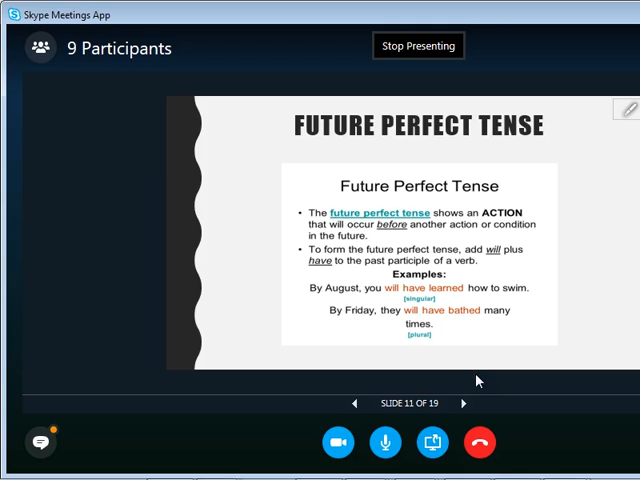 Skype Meetings App
9 Participants
Stop Presenting
FUTURE PERFECT TENSE
Future Perfect Tense
• The future perfect tense shows an ACTION
that will occur before another action or condition
in the future.
• To form the future perfect tense, add will plus
have to the past participle of a verb.
Examples:
By August, you will have learned how to swim.
[singular]
By Friday, they will have bathed many
times.
[plural]
SLIDE 11 OF 19